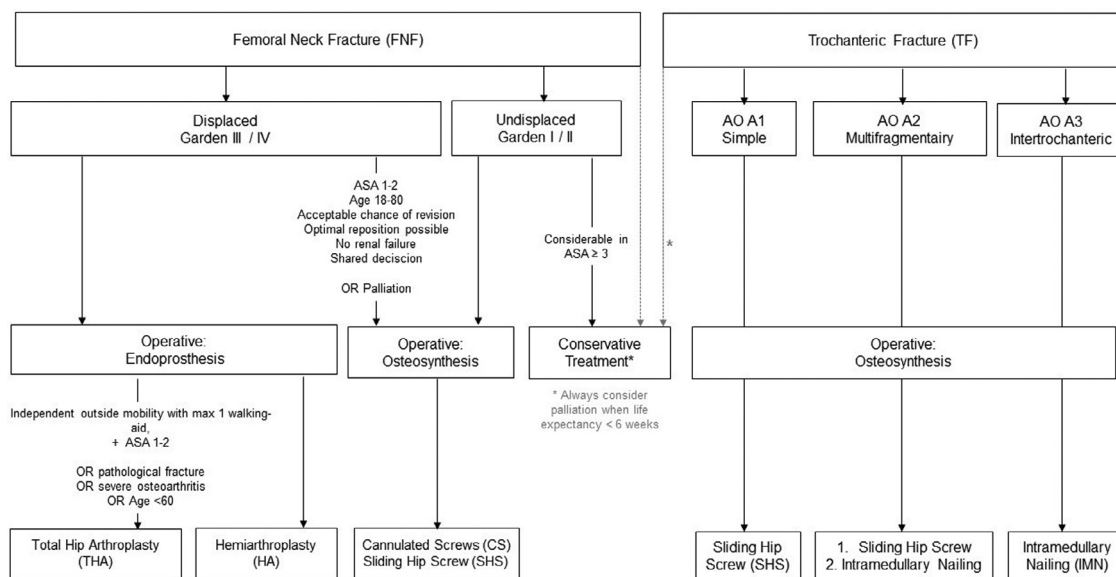 Femoral Neck Fracture (FNF)
Trochanteric Fracture (TF)
Displaced
Garden III / IV
Undisplaced
Garden I / II
AO A1
Simple
AO A2
Multifragmentairy
AO A3
Intertrochanteric
ASA 1-2
Age 18-80
Acceptable chance of revision
Optimal reposition possible
No renal failure
Shared deciscion
OR Palliation
Considerable in
ASA ≥ 3
*
Operative:
Endoprosthesis
Operative:
Osteosynthesis
Conservative
Treatment*
Operative:
Osteosynthesis
* Always consider
palliation when life
expectancy < 6 weeks
Independent outside mobility with max 1 walking-
aid,
+ ASA 1-2
OR pathological fracture
OR severe osteoarthritis
OR Age <60
Total Hip Arthroplasty
(THA)
Hemiarthroplasty
(HA)
Cannulated Screws (CS)
Sliding Hip Screw (SHS)
Sliding Hip
Screw (SHS)
1. Sliding Hip Screw
2. Intramedullary Nailing
Intramedullary
Nailing (IMN)